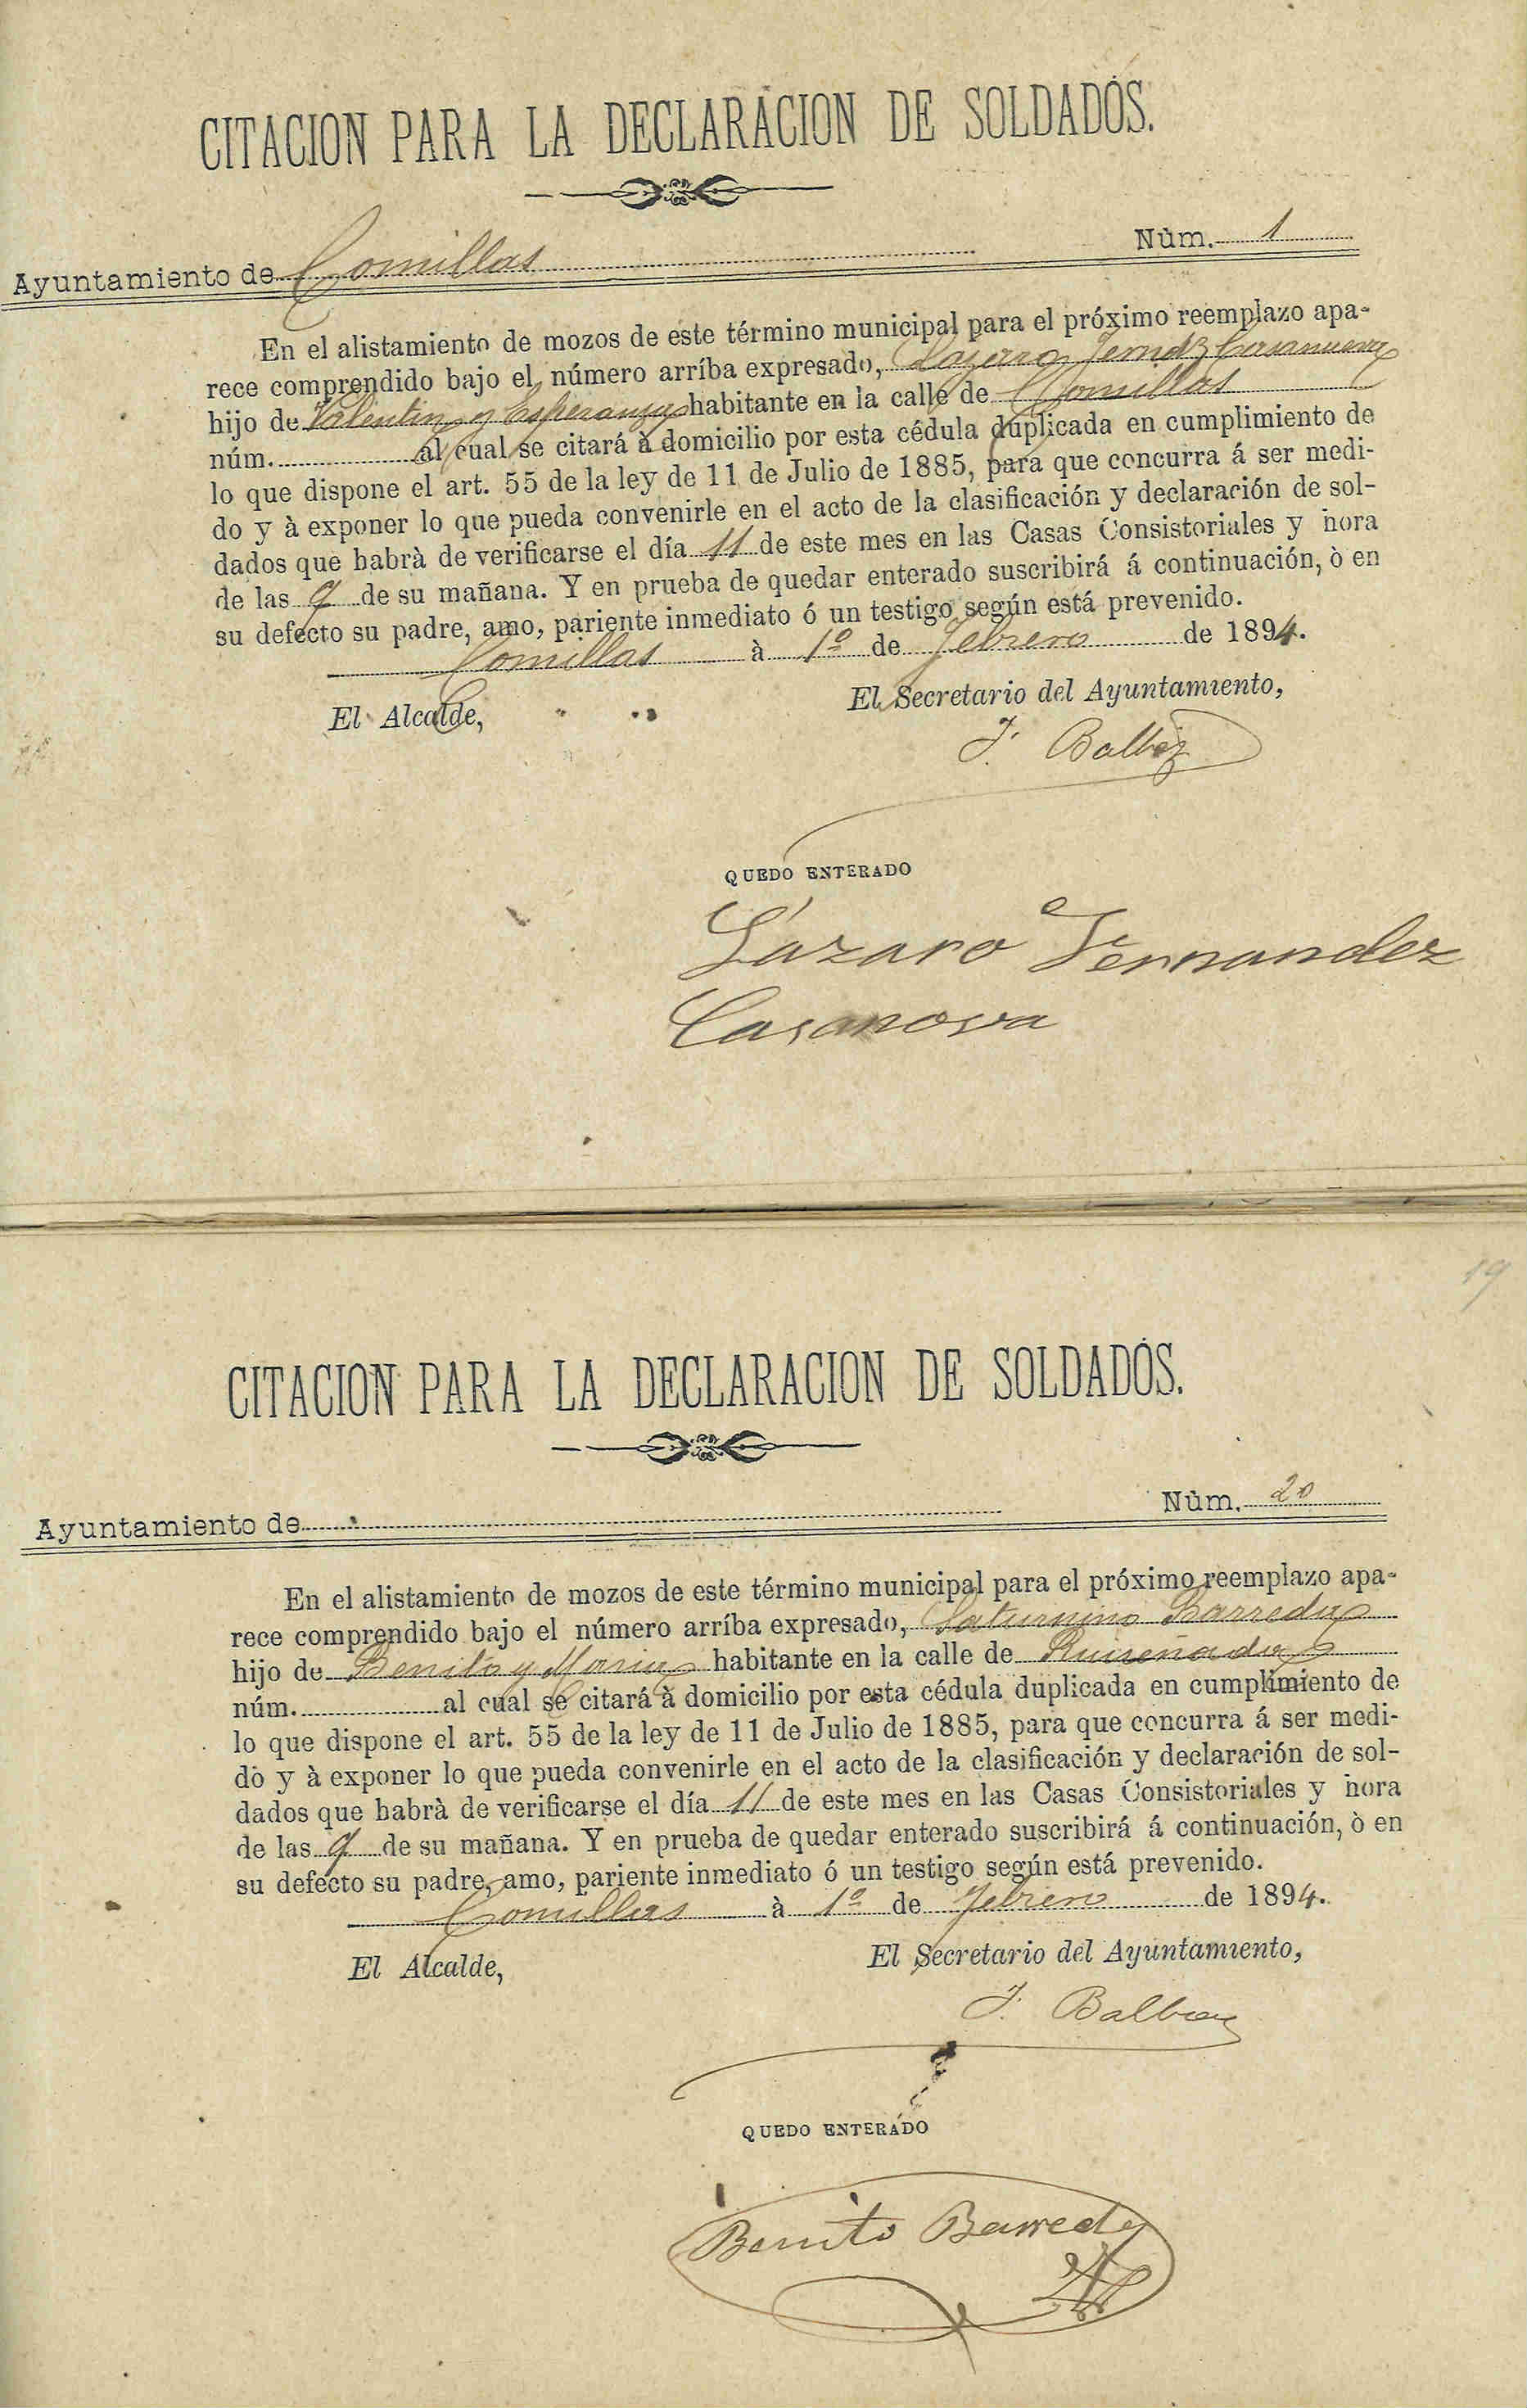 CITACION PARA LA DECLARACION DE SOLDADOS.
Ayuntamiento de Comillas Núm. 1
En el alistamiento de mozos de este término municipal para el próximo reemplazo apa-
rece comprendido bajo el número arríba expresado, Lazaro Ferndz Casanueva
hijo de Valentin y Esperanza habitante en la calle de Comillas
núm. al cual se citará à domicilio por esta cédula duplicada en cumplimiento de
lo que dispone el art. 55 de la ley de 11 de Julio de 1885, para que concurra á ser medi-
do y à exponer lo que pueda convenirle en el acto de la clasificación y declaración de sol-
dados que habrà de verificarse el día 11 de este mes en las Casas Consistoriales y hora
de las 9 de su mañana. Y en prueba de quedar enterado suscribirá á continuación, ò en
su defecto su padre, amo, pariente inmediato ó un testigo según está prevenido.
Comillas à 1º de Febrero de 1894.
El Alcalde, El Secretario del Ayuntamiento,
F. Balbás
QUEDO ENTERADO
Lázaro Fernandez
Casanova
19
CITACION PARA LA DECLARACION DE SOLDADOS.
Ayuntamiento de Núm. 20
En el alistamiento de mozos de este término municipal para el próximo reemplazo apa-
rece comprendido bajo el número arríba expresado, Saturnino Barreda
hijo de Benito y Maria habitante en la calle de Ruiseñada
núm. al cual se citará à domicilio por esta cédula duplicada en cumplimiento de
lo que dispone el art. 55 de la ley de 11 de Julio de 1885, para que concurra á ser medi-
do y à exponer lo que pueda convenirle en el acto de la clasificación y declaración de sol-
dados que habrà de verificarse el día 11 de este mes en las Casas Consistoriales y hora
de las 9 de su mañana. Y en prueba de quedar enterado suscribirá á continuación, ò en
su defecto su padre, amo, pariente inmediato ó un testigo según está prevenido.
Comillas à 1º de Febrero de 1894.
El Alcalde, El Secretario del Ayuntamiento,
F. Balbás
QUEDO ENTERADO
Benito Barreda